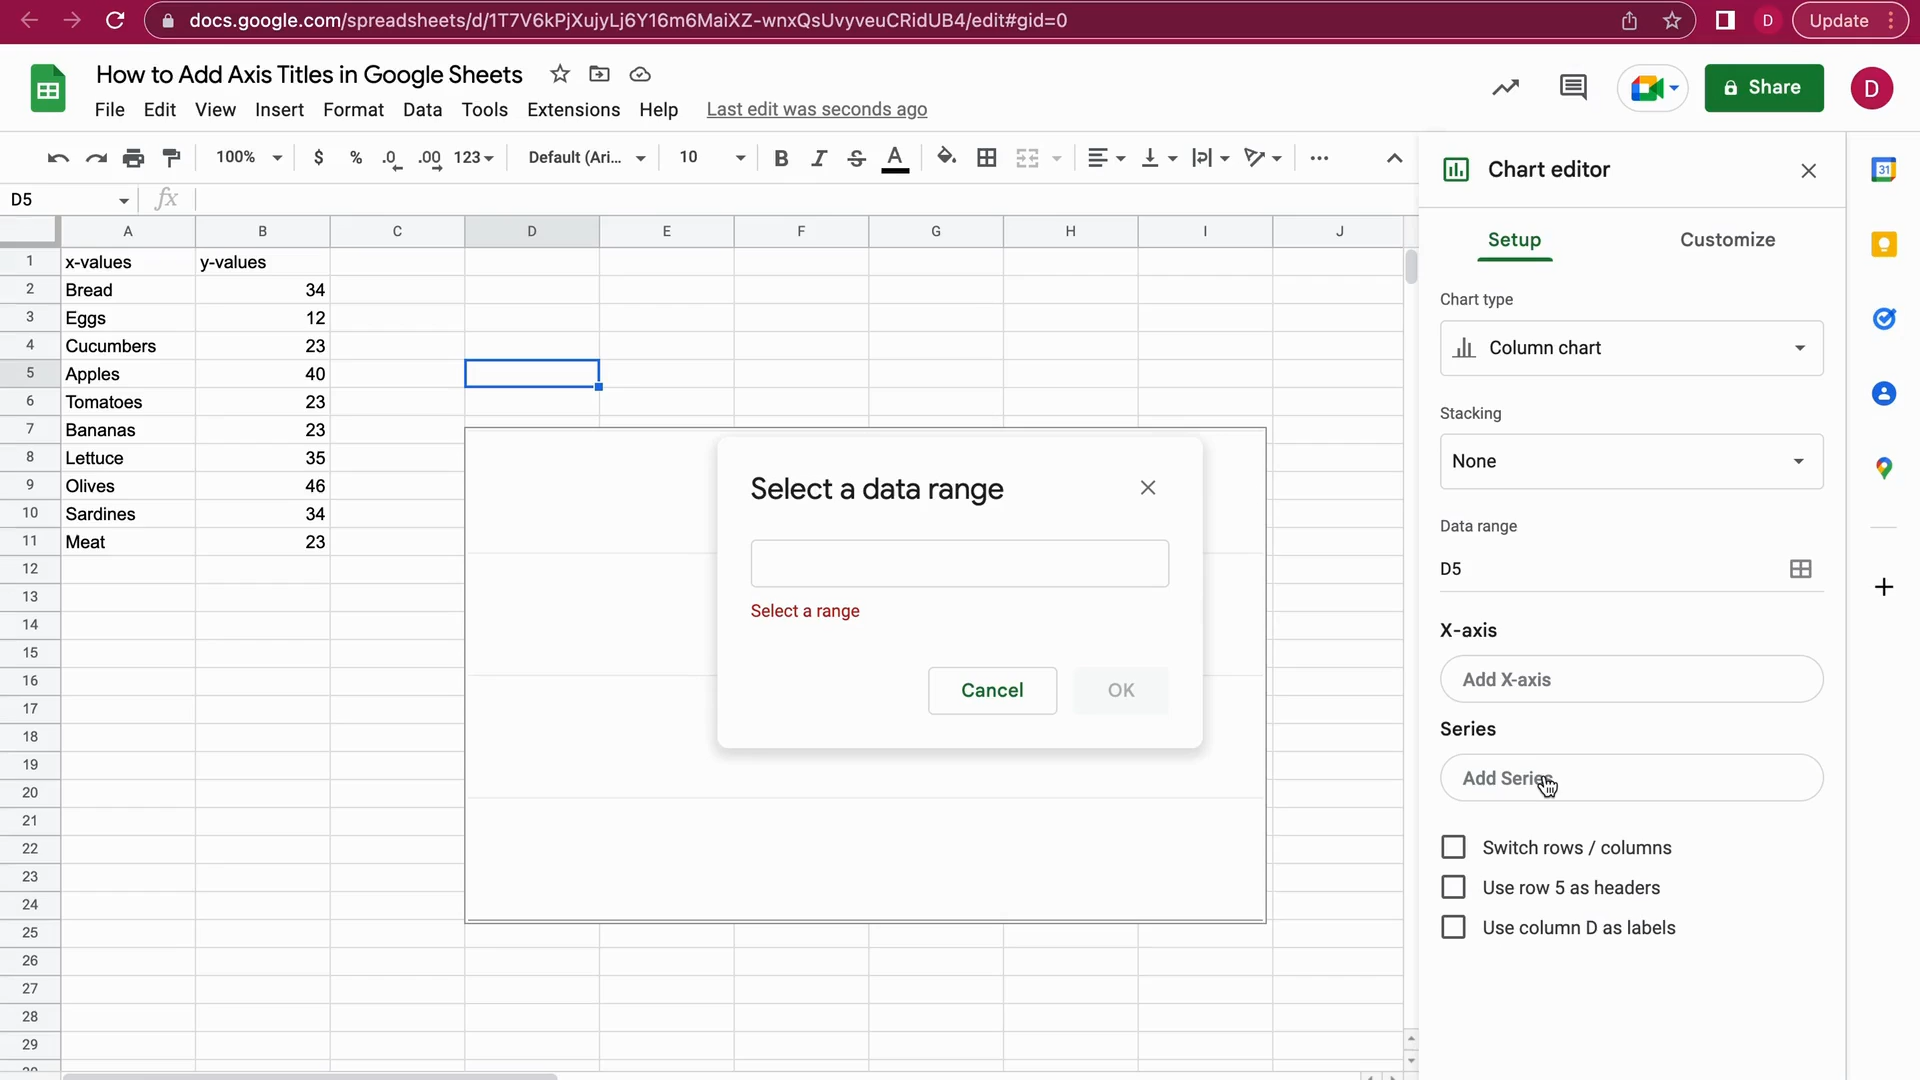 docs.google.com/spreadsheets/d/1T7V6kPjXujyLj6Y16m6MaiXZ-wnxQsUvyveuCRidUB4/edit#gid=0
D
Update
How to Add Axis Titles in Google Sheets
File Edit View Insert Format Data Tools Extensions Help Last edit was seconds ago
Share
D
100% $ % .0 .00 123 Default (Ari... 10 B I S A
Chart editor
31
D5 fx
A B C D E F G H I J
Setup Customize
1 x-values y-values
2 Bread 34
3 Eggs 12
4 Cucumbers 23
5 Apples 40
6 Tomatoes 23
7 Bananas 23
8 Lettuce 35
9 Olives 46
10 Sardines 34
11 Meat 23
12
13
14
15
16
17
18
19
20
21
22
23
24
25
26
27
28
29
Select a data range
Select a range
Cancel OK
Chart type
Column chart
Stacking
None
Data range
D5
X-axis
Add X-axis
Series
Add Series
Switch rows / columns
Use row 5 as headers
Use column D as labels